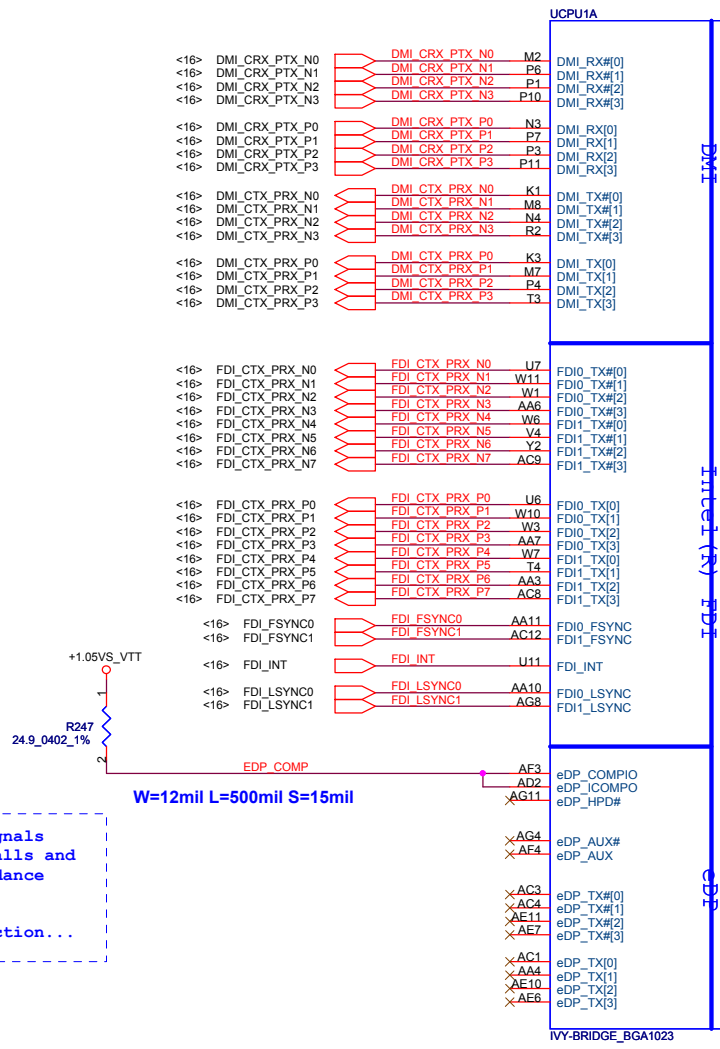 UCPU1A
<16> DMI_CRX_PTX_N0 DMI_CRX_PTX_N0 M2 DMI_RX#[0]
<16> DMI_CRX_PTX_N1 DMI_CRX_PTX_N1 P6 DMI_RX#[1]
<16> DMI_CRX_PTX_N2 DMI_CRX_PTX_N2 P1 DMI_RX#[2]
<16> DMI_CRX_PTX_N3 DMI_CRX_PTX_N3 P10 DMI_RX#[3]
<16> DMI_CRX_PTX_P0 DMI_CRX_PTX_P0 N3 DMI_RX[0]
<16> DMI_CRX_PTX_P1 DMI_CRX_PTX_P1 P7 DMI_RX[1]
<16> DMI_CRX_PTX_P2 DMI_CRX_PTX_P2 P3 DMI_RX[2]
<16> DMI_CRX_PTX_P3 DMI_CRX_PTX_P3 P11 DMI_RX[3]
DMI
<16> DMI_CTX_PRX_N0 DMI_CTX_PRX_N0 K1 DMI_TX#[0]
<16> DMI_CTX_PRX_N1 DMI_CTX_PRX_N1 M8 DMI_TX#[1]
<16> DMI_CTX_PRX_N2 DMI_CTX_PRX_N2 N4 DMI_TX#[2]
<16> DMI_CTX_PRX_N3 DMI_CTX_PRX_N3 R2 DMI_TX#[3]
<16> DMI_CTX_PRX_P0 DMI_CTX_PRX_P0 K3 DMI_TX[0]
<16> DMI_CTX_PRX_P1 DMI_CTX_PRX_P1 M7 DMI_TX[1]
<16> DMI_CTX_PRX_P2 DMI_CTX_PRX_P2 P4 DMI_TX[2]
<16> DMI_CTX_PRX_P3 DMI_CTX_PRX_P3 T3 DMI_TX[3]
<16> FDI_CTX_PRX_N0 FDI_CTX_PRX_N0 U7 FDI0_TX#[0]
<16> FDI_CTX_PRX_N1 FDI_CTX_PRX_N1 W11 FDI0_TX#[1]
<16> FDI_CTX_PRX_N2 FDI_CTX_PRX_N2 W1 FDI0_TX#[2]
<16> FDI_CTX_PRX_N3 FDI_CTX_PRX_N3 AA6 FDI0_TX#[3]
<16> FDI_CTX_PRX_N4 FDI_CTX_PRX_N4 W6 FDI1_TX#[0]
<16> FDI_CTX_PRX_N5 FDI_CTX_PRX_N5 V4 FDI1_TX#[1]
<16> FDI_CTX_PRX_N6 FDI_CTX_PRX_N6 Y2 FDI1_TX#[2]
<16> FDI_CTX_PRX_N7 FDI_CTX_PRX_N7 AC9 FDI1_TX#[3]
Intel(R) FDI
<16> FDI_CTX_PRX_P0 FDI_CTX_PRX_P0 U6 FDI0_TX[0]
<16> FDI_CTX_PRX_P1 FDI_CTX_PRX_P1 W10 FDI0_TX[1]
<16> FDI_CTX_PRX_P2 FDI_CTX_PRX_P2 W3 FDI0_TX[2]
<16> FDI_CTX_PRX_P3 FDI_CTX_PRX_P3 AA7 FDI0_TX[3]
<16> FDI_CTX_PRX_P4 FDI_CTX_PRX_P4 W7 FDI1_TX[0]
<16> FDI_CTX_PRX_P5 FDI_CTX_PRX_P5 T4 FDI1_TX[1]
<16> FDI_CTX_PRX_P6 FDI_CTX_PRX_P6 AA3 FDI1_TX[2]
<16> FDI_CTX_PRX_P7 FDI_CTX_PRX_P7 AC8 FDI1_TX[3]
<16> FDI_FSYNC0 FDI_FSYNC0 AA11 FDI0_FSYNC
<16> FDI_FSYNC1 FDI_FSYNC1 AC12 FDI1_FSYNC
+1.05VS_VTT
<16> FDI_INT FDI_INT U11 FDI_INT
<16> FDI_LSYNC0 FDI_LSYNC0 AA10 FDI0_LSYNC
<16> FDI_LSYNC1 FDI_LSYNC1 AG8 FDI1_LSYNC
1
R247
24.9_0402_1%
2
EDP_COMP AF3 eDP_COMPIO
AD2 eDP_ICOMPO
AG11 eDP_HPD#
W=12mil L=500mil S=15mil
AG4 eDP_AUX#
AF4 eDP_AUX
eDP
AC3 eDP_TX#[0]
AC4 eDP_TX#[1]
AE11 eDP_TX#[2]
AE7 eDP_TX#[3]
AC1 eDP_TX[0]
AA4 eDP_TX[1]
AE10 eDP_TX[2]
AE6 eDP_TX[3]
gnals
alls and
dance
ction...
IVY-BRIDGE_BGA1023